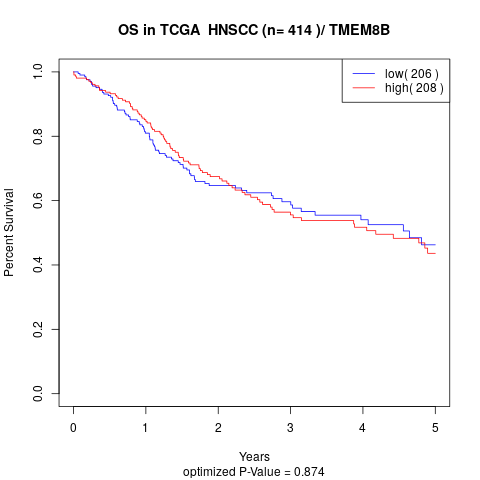 OS in TCGA  HNSCC (n= 414 )/ TMEM8B
low( 206 )
high( 208 )
Percent Survival
1.0
0.8
0.6
0.4
0.2
0.0
0 1 2 3 4 5
Years
optimized P-Value = 0.874